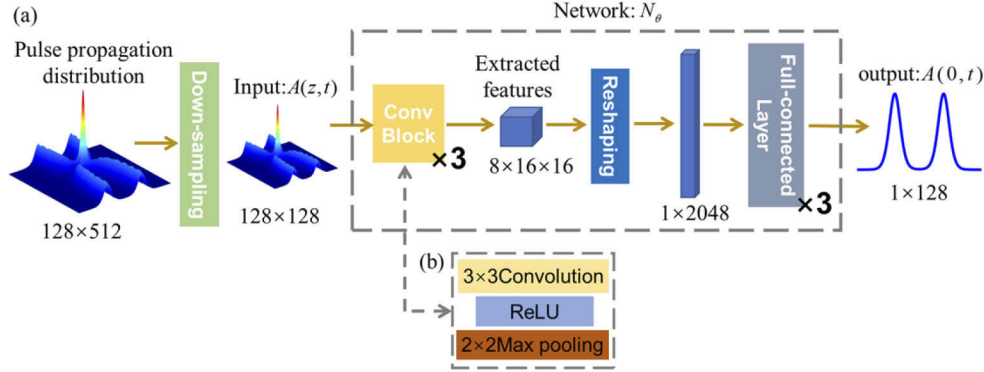 (a)
Network: Nθ
Pulse propagation
distribution
128×512
Down-sampling
Input:A(z,t)
128×128
Conv
Block
×3
Extracted
features
8×16×16
Reshaping
1×2048
Full-connected
Layer
×3
output:A(0,t)
1×128
(b)
3×3Convolution
ReLU
2×2Max pooling